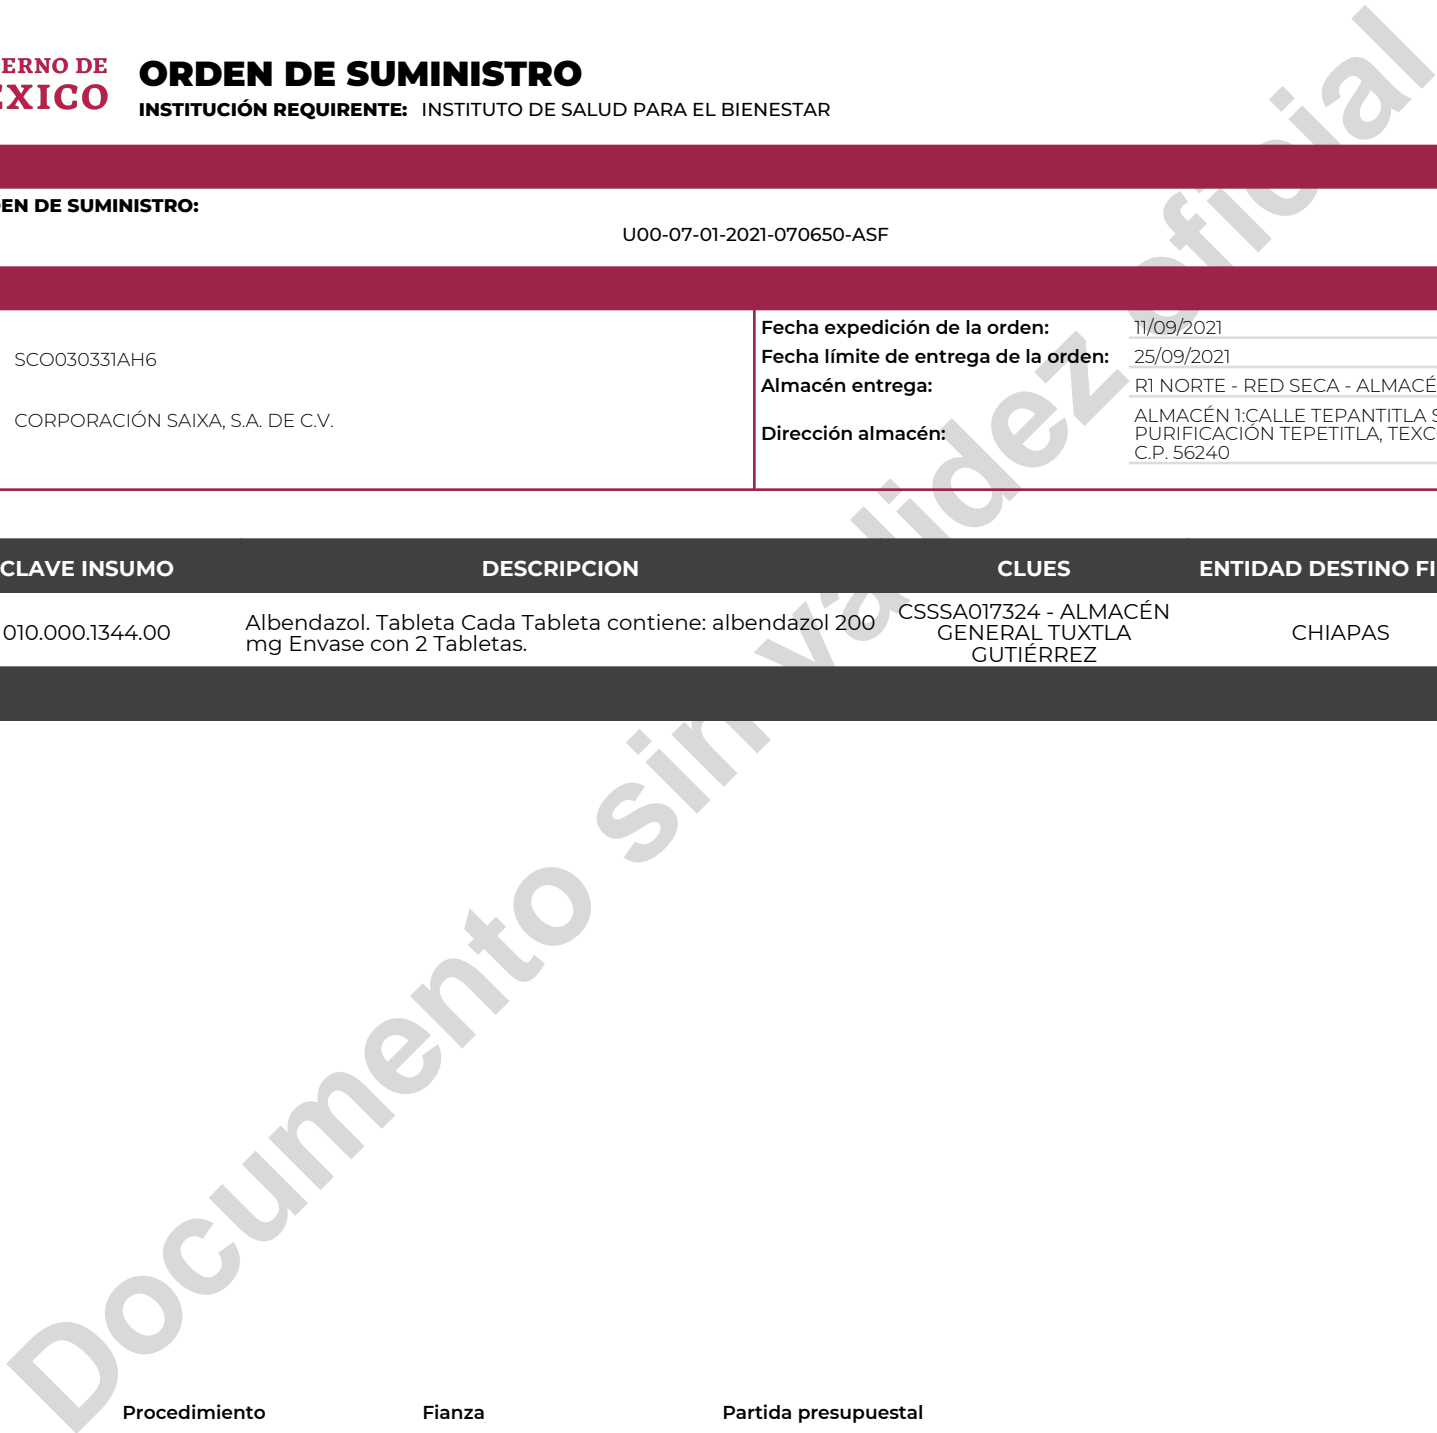 ERNO DE
EXICO
ORDEN DE SUMINISTRO
INSTITUCIÓN REQUIRENTE: INSTITUTO DE SALUD PARA EL BIENESTAR
EN DE SUMINISTRO:
U00-07-01-2021-070650-ASF
SCO030331AH6
CORPORACIÓN SAIXA, S.A. DE C.V.
Fecha expedición de la orden: 11/09/2021
Fecha límite de entrega de la orden: 25/09/2021
Almacén entrega: R1 NORTE - RED SECA - ALMACÉ
Dirección almacén: ALMACÉN 1:CALLE TEPANTITLA S
PURIFICACIÓN TEPETITLA, TEXC
C.P. 56240
CLAVE INSUMO DESCRIPCION CLUES ENTIDAD DESTINO FI
010.000.1344.00
Albendazol. Tableta Cada Tableta contiene: albendazol 200
mg Envase con 2 Tabletas.
CSSSA017324 - ALMACÉN
GENERAL TUXTLA
GUTIÉRREZ
CHIAPAS
Documento sin validez oficial
Procedimiento Fianza Partida presupuestal